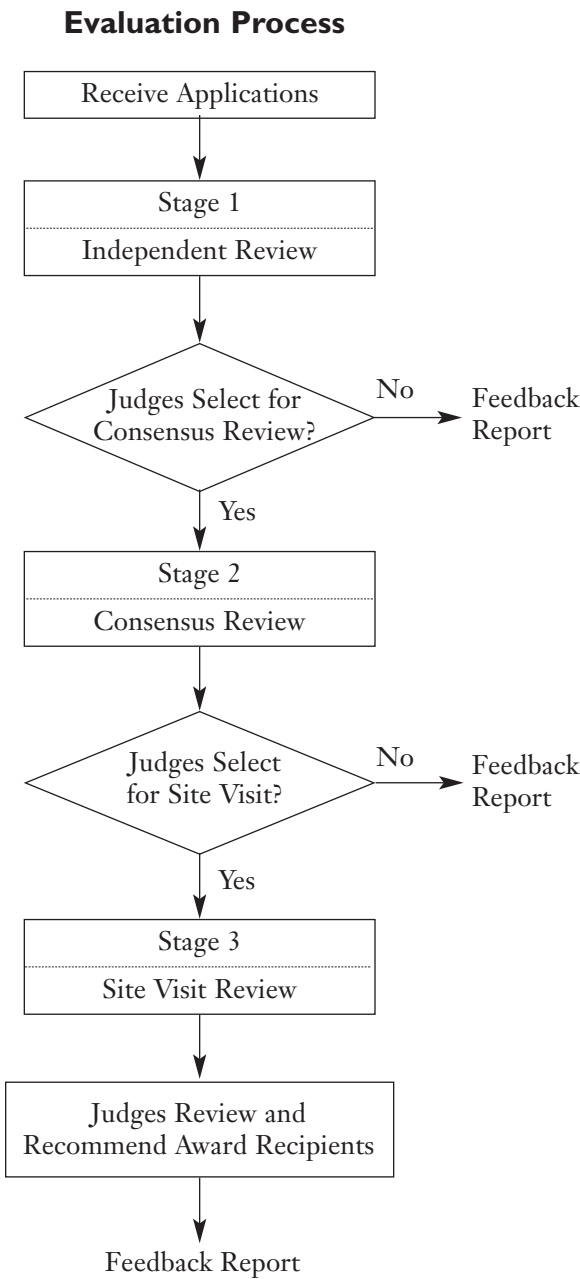 Evaluation Process
Receive Applications
Stage 1
Independent Review
Judges Select for
Consensus Review?
No
Feedback
Report
Yes
Stage 2
Consensus Review
Judges Select
for Site Visit?
No
Feedback
Report
Yes
Stage 3
Site Visit Review
Judges Review and
Recommend Award Recipients
Feedback Report